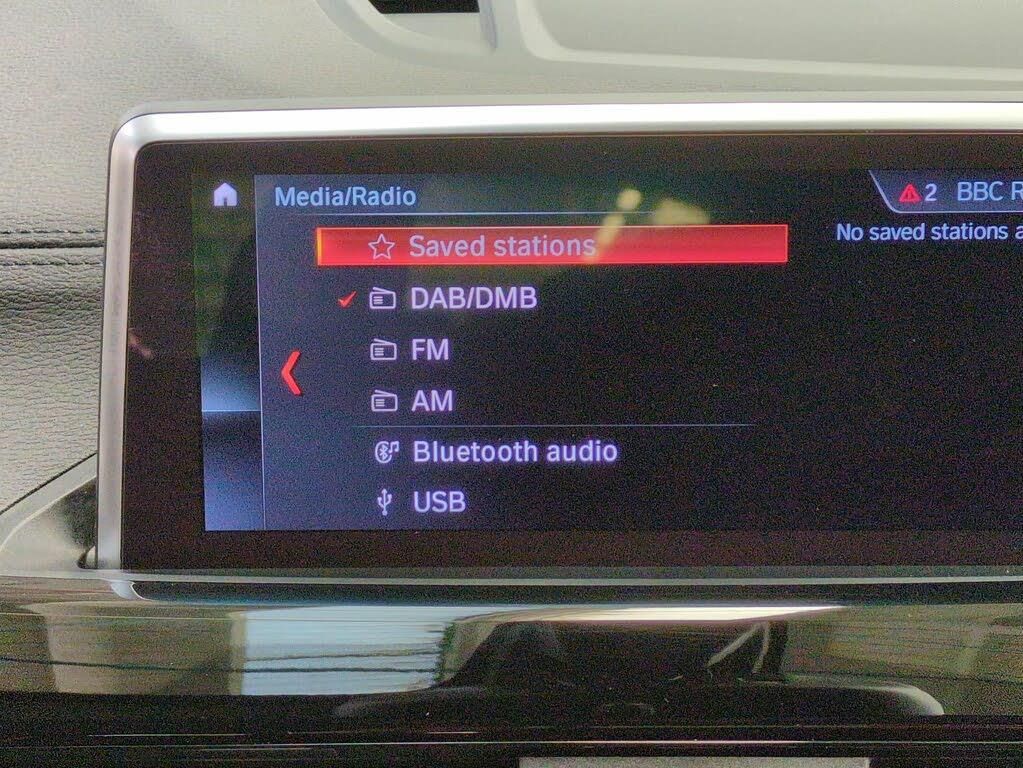 Media/Radio
2 BBC
No saved stations
Saved stations
DAB/DMB
FM
AM
Bluetooth audio
USB